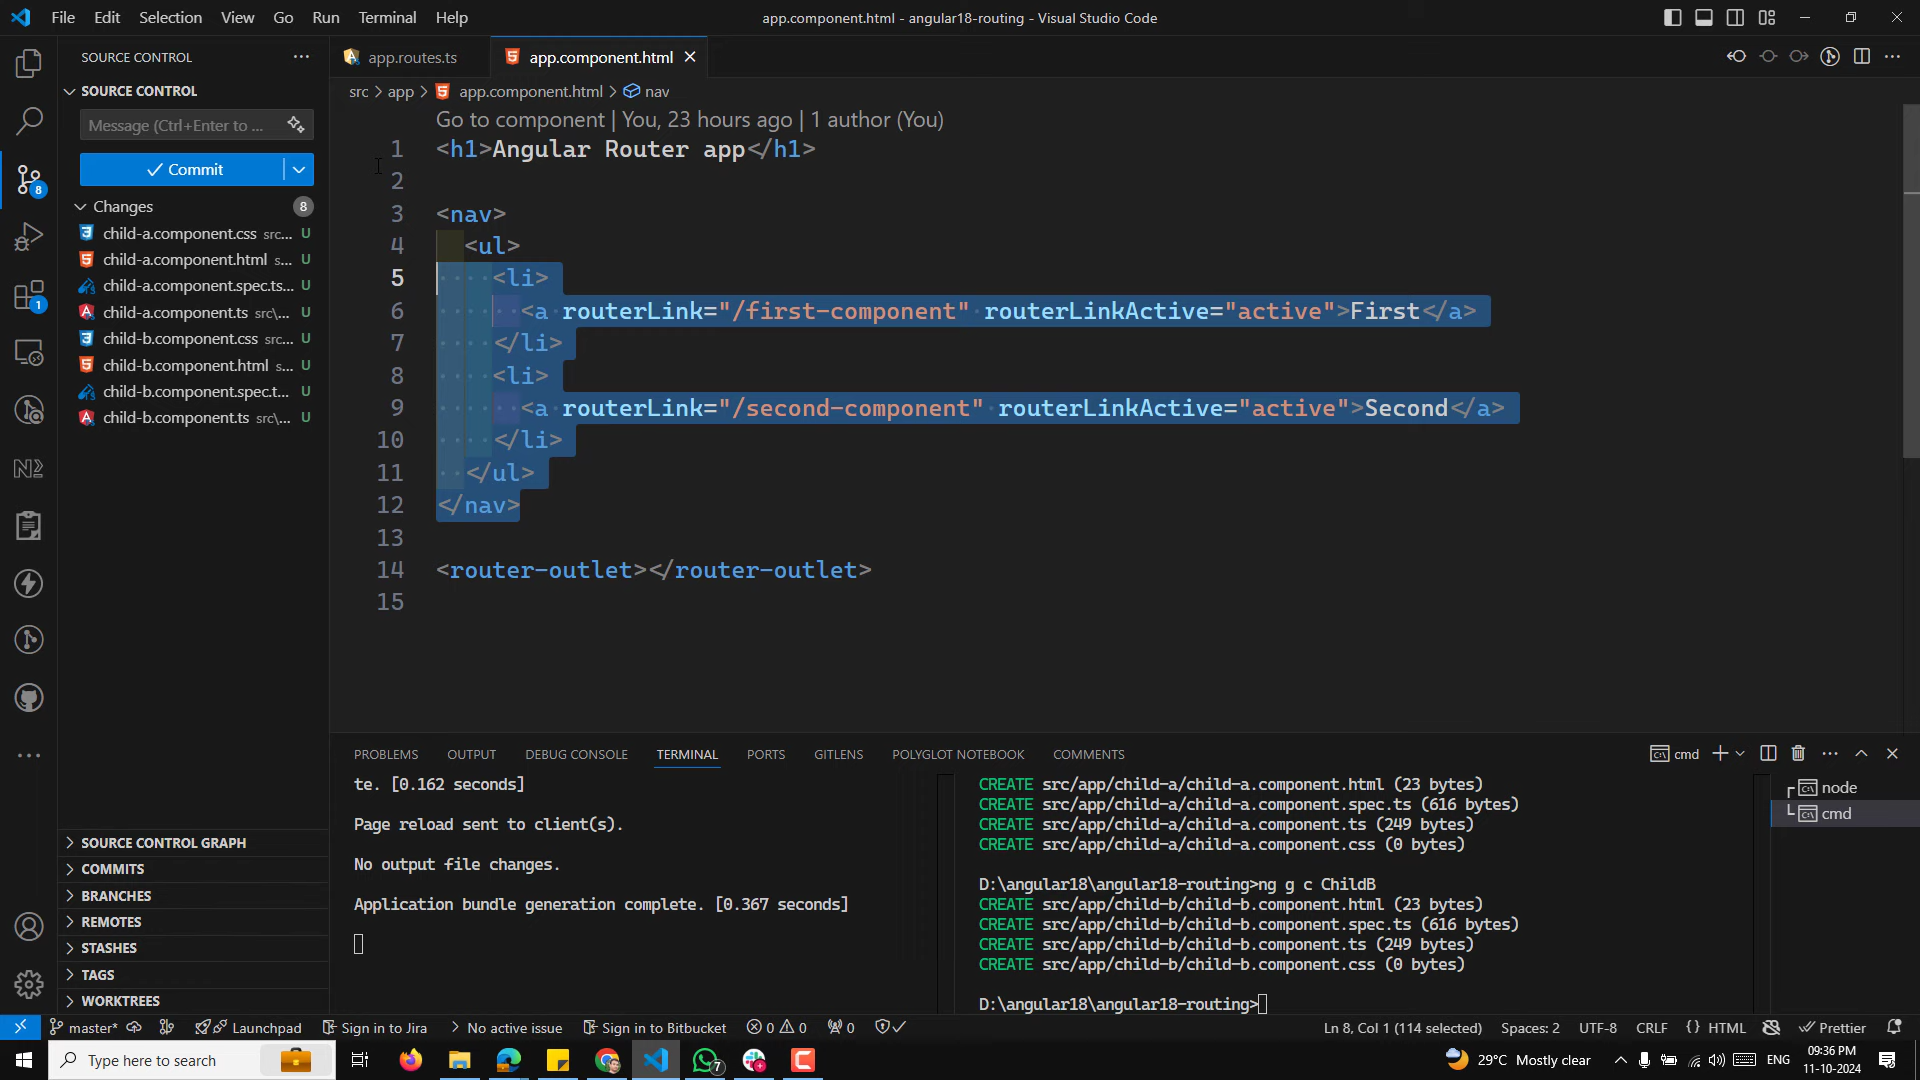 File Edit Selection View Go Run Terminal Help
app.component.html - angular18-routing - Visual Studio Code
SOURCE CONTROL
app.routes.ts
app.component.html
SOURCE CONTROL
src > app > app.component.html > nav
Message (Ctrl+Enter to ...
Go to component | You, 23 hours ago | 1 author (You)
Commit
8
Changes 8
child-a.component.css src... U
child-a.component.html s... U
child-a.component.spec.ts... U
child-a.component.ts src\... U
child-b.component.css src... U
child-b.component.html s... U
child-b.component.spec.t... U
child-b.component.ts src\... U
1
1 <h1>Angular Router app</h1>
2
3 <nav>
4 <ul>
5 <li>
6 <a routerLink="/first-component" routerLinkActive="active">First</a>
7 </li>
8 <li>
9 <a routerLink="/second-component" routerLinkActive="active">Second</a>
10 </li>
11 </ul>
12 </nav>
13
14 <router-outlet></router-outlet>
15
SOURCE CONTROL GRAPH
COMMITS
BRANCHES
REMOTES
STASHES
TAGS
WORKTREES
PROBLEMS OUTPUT DEBUG CONSOLE TERMINAL PORTS GITLENS POLYGLOT NOTEBOOK COMMENTS
cmd
te. [0.162 seconds]
Page reload sent to client(s).
No output file changes.
Application bundle generation complete. [0.367 seconds]
CREATE src/app/child-a/child-a.component.html (23 bytes)
CREATE src/app/child-a/child-a.component.spec.ts (616 bytes)
CREATE src/app/child-a/child-a.component.ts (249 bytes)
CREATE src/app/child-a/child-a.component.css (0 bytes)
D:\angular18\angular18-routing>ng g c ChildB
CREATE src/app/child-b/child-b.component.html (23 bytes)
CREATE src/app/child-b/child-b.component.spec.ts (616 bytes)
CREATE src/app/child-b/child-b.component.ts (249 bytes)
CREATE src/app/child-b/child-b.component.css (0 bytes)
D:\angular18\angular18-routing>
node
cmd
master* Launchpad Sign in to Jira No active issue Sign in to Bitbucket 0 0 0
Ln 8, Col 1 (114 selected) Spaces: 2 UTF-8 CRLF {} HTML Prettier
Type here to search
7
29°C Mostly clear
ENG
09:36 PM
11-10-2024